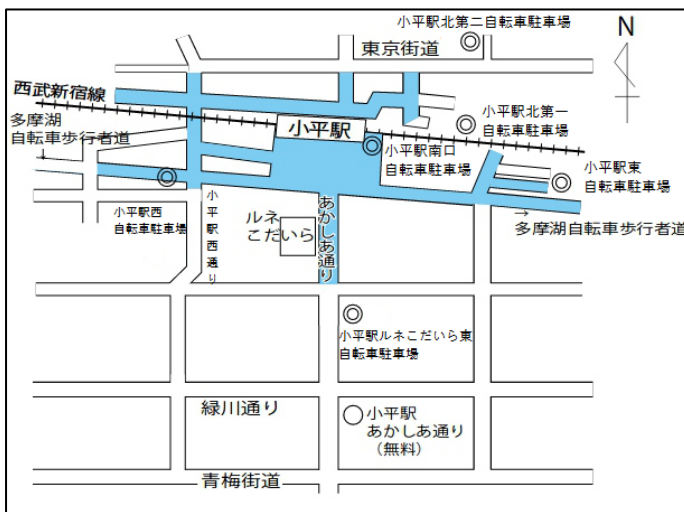 小平駅北第二自転車駐車場
N
東京街道
西武新宿線
多摩湖
自転車歩行者道
小平駅
小平駅北第一
自転車駐車場
小平駅南口
自転車駐車場
小平駅東
自転車駐車場
小平駅西
自転車駐車場
小平駅西通り
ルネ
こだいら
あかしあ通り
多摩湖自転車歩行者道
小平駅ルネこだいら東
自転車駐車場
緑川通り
小平駅
あかしあ通り
（無料）
青梅街道